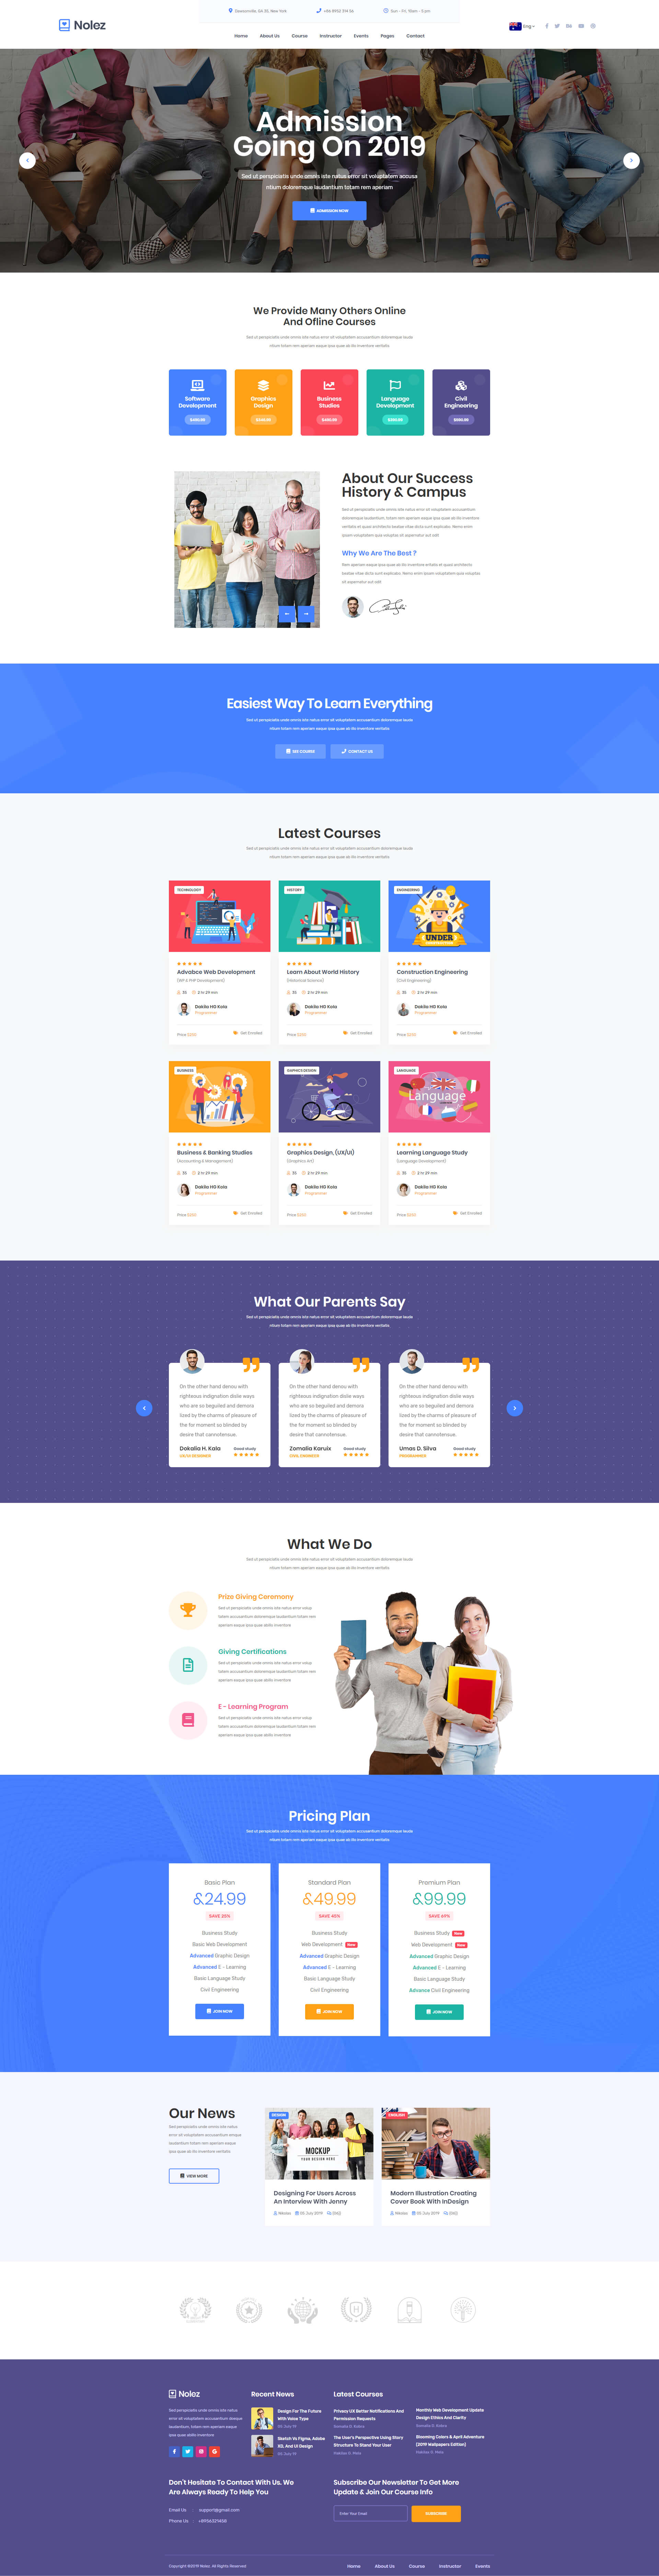 Nolez
Dasosnville, SA 35, New York
+88 8952 314 56
Sun - Fri: 10am - 5 pm
Home
About Us
Course
Instructor
Events
Pages
Contact
Eng
Admission
Going On 2019
Sed ut perspiciatis unde omnis iste natus error sit voluptatem accusa
ntium doloremque laudantium totam rem aperiam
ADMISSION NOW
We Provide Many Others Online
And Ofline Courses
Sed ut perspiciatis unde omnis iste natus error sit voluptatem accusantium doloremque lauda
ntium totam rem aperiam eaque ipsa quae ab illo inventore veritatis
Software
Development
Graphics
Design
Business
Studies
Language
Development
Civil
Engineering
About Our Success
History & Campus
Sed ut perspiciatis unde omnis iste natus error sit voluptatem accusantium
doloremque laudantium, totam rem aperiam eaque ipsa quae ab illo inventore
veritatis et quasi architecto beatae vitae dicta sunt explicabo. Nemo enim
ipsam voluptatem quia voluptas sit aspernatur aut odit
Why We Are The Best ?
Rem aperiam eaque ipsa quae ab illo inventore veritatis et quasi architecto
beatae vitae dicta sunt explicabo. Nemo enim ipsam voluptatem quia voluptas
sit aspernatur aut odit
Easiest Way To Learn Everything
Sed ut perspiciatis unde omnis iste natus error sit voluptatem accusantium doloremque lauda
ntium totam rem aperiam eaque ipsa quae ab illo inventore veritatis
SEE COURSE
CONTACT US
Latest Courses
Sed ut perspiciatis unde omnis iste natus error sit voluptatem accusantium doloremque lauda
ntium totam rem aperiam eaque ipsa quae ab illo inventore veritatis
TECHNOLOGY
Advabce Web Development
(WP & PHP Development)
35 2 hr 29 min
Dakila HG Kola
Programmer
Price
Get Enrolled
HISTORY
Learn About World History
(Historical Science)
35 2 hr 29 min
Dakila HG Kola
Programmer
Price
Get Enrolled
ENGINEERING
UNDER
Construction Engineering
(Civil Engineering)
35 2 hr 29 min
Dakila HG Kola
Programmer
Price
Get Enrolled
BUSINESS
Business & Banking Studies
(Accounting & Management)
35 2 hr 29 min
Dakila HG Kola
Programmer
Price
Get Enrolled
GAPHICS DESIGN
Graphics Design, (UX/UI)
(Graphics Art)
35 2 hr 29 min
Dakila HG Kola
Programmer
Price
Get Enrolled
LANGUAGE
Language
Learning Language Study
(Language Development)
35 2 hr 29 min
Dakila HG Kola
Programmer
Price
Get Enrolled
What Our Parents Say
Sed ut perspiciatis unde omnis iste natus error sit voluptatem accusantium doloremque lauda
ntium totam rem aperiam eaque ipsa quae ab illo inventore veritatis
On the other hand denou with
righteous indignation dislie ways
who are so beguled and demora
lized by the charms of pleasure of
the for moment so blinded by
desire that cannotensue.
Dokalia H. Kala
Good study
UX/UI DESIGNER
On the other hand denou with
righteous indignation dislie ways
who are so beguled and demora
lized by the charms of pleasure of
the for moment so blinded by
desire that cannotensue.
Zomalia Karuix
Good study
CIVIL ENGINEER
On the other hand denou with
righteous indignation dislie ways
who are so beguled and demora
lized by the charms of pleasure of
the for moment so blinded by
desire that cannotensue.
Umas D. Silva
Good study
PROGRAMMER
What We Do
Sed ut perspiciatis unde omnis iste natus error sit voluptatem accusantium doloremque lauda
ntium totam rem aperiam eaque ipsa quae ab illo inventore veritatis
Prize Giving Ceremony
Sed ut perspiciatis unde omnis iste natus error volup
tatem accusantium doloremque laudantium totam rem
aperiam eaque ipsa quae abillo inventore
Giving Certifications
Sed ut perspiciatis unde omnis iste natus error volup
tatem accusantium doloremque laudantium totam rem
aperiam eaque ipsa quae abillo inventore
E - Learning Program
Sed ut perspiciatis unde omnis iste natus error volup
tatem accusantium doloremque laudantium totam rem
aperiam eaque ipsa quae abillo inventore
Pricing Plan
Sed ut perspiciatis unde omnis iste natus error sit voluptatem accusantium doloremque lauda
ntium totam rem aperiam eaque ipsa quae ab illo inventore veritatis
Basic Plan
&24.99
SAVE 25%
Business Study
Basic Web Development
Advanced Graphic Design
Advanced E - Learning
Basic Language Study
Civil Engineering
JOIN NOW
Standard Plan
&49.99
SAVE 45%
Business Study
Web Development New
Advanced Graphic Design
Advanced E - Learning
Basic Language Study
Civil Engineering
JOIN NOW
Premium Plan
&99.99
SAVE 69%
Business Study New
Web Development New
Advanced Graphic Design
Advanced E - Learning
Basic Language Study
Advance Civil Engineering
JOIN NOW
Our News
Sed perspiciatis unde omnis iste natus
error sit voluptatem accusantium emque
laudantium totam rem aperiam eaque
ipsa quae ab illo inventore veritatis
VIEW MORE
DESIGN
MOCKUP
YOUR DESIGN HERE
Designing For Users Across
An Interview With Jenny
Nikolas 05 July 2019
ENGLISH
Modern Illustration Creating
Cover Book With InDesign
Nikolas 05 July 2019
Nolez
Sed perspiciatis unde omnis iste natus
error sit voluptatem accusantium deaque
laudantium, totam rem aperiam eaque
ipsa quae ab illo inventore
Recent News
Design For The Future
With Voice Type
05 July 19
Sketch Vs Figma, Adobe
XD, And UI Design
05 July 19
Latest Courses
Privacy UX Better Notifications And
Permission Requests
The User's Perspective Using Story
Structure To Stand Your User
Monthly Web Development Update
Design Ethics And Clarity
Blooming Colors & April Adventure
(2019 Wallpapers Edition)
Don't Hesitate To Contact With Us. We
Are Always Ready To Help You
Email Us : support@gmail.com
Phone Us : +89156321455
Subscribe Our Newsletter To Get More
Update & Join Our Course Info
Enter Your Email
SUBSCRIBE
Copyright ©2019 Nolez. All Rights Reserved
Home
About Us
Course
Instructor
Events